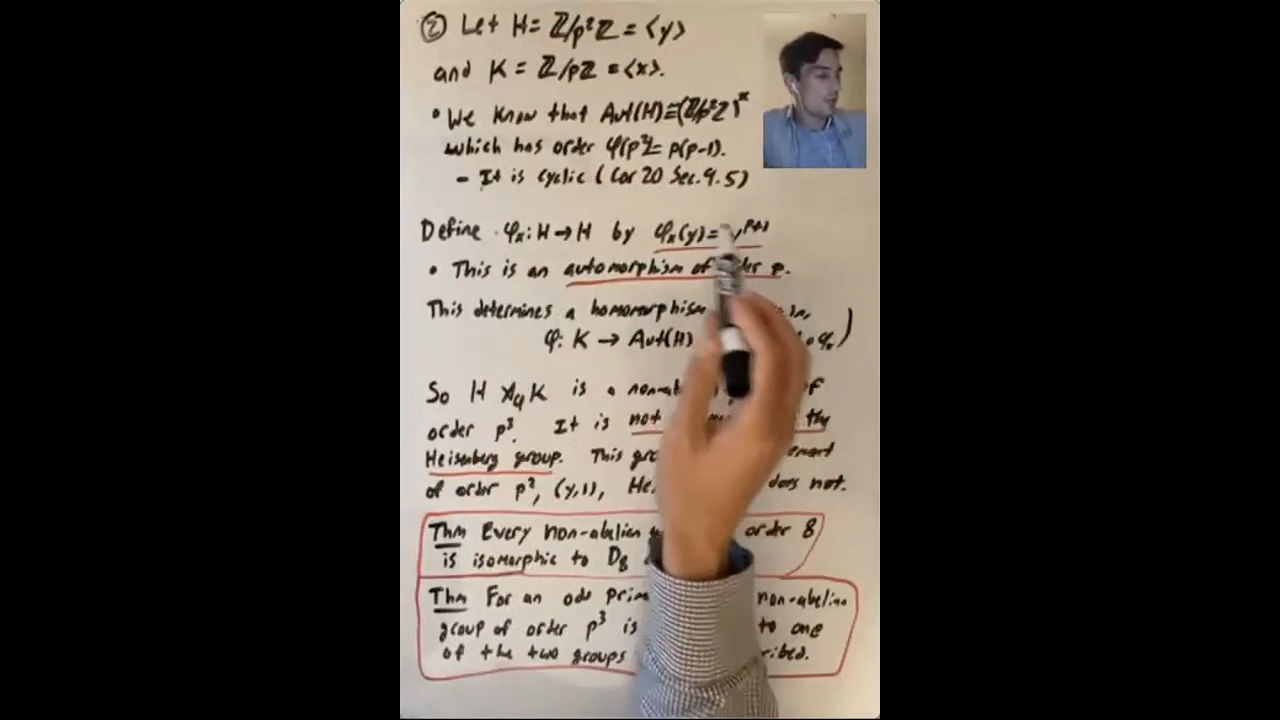 ② Let H = ℤ/p²ℤ = ⟨y⟩
and K = ℤ/pℤ = ⟨x⟩.
• We know that Aut(H) ≅ (ℤ/p²ℤ)ˣ
which has order φ(p²) = p(p-1).
- It is cyclic (Cor 20 Sec. 9.5)
Define φₓ: H → H by φₓ(y) = y^{p+1}
• This is an automorphism of order p.
This determines a homomorphism
φ: K → Aut(H)
So H ⋊_φ K is a of
order p³. It is not the
Heisenberg group. This
of order p², (y,1), does not.
Thm Every non-abelian order 8
is isomorphic to D₈
Thm For an odd non-abelian
group of order p³ is to one
of the two groups